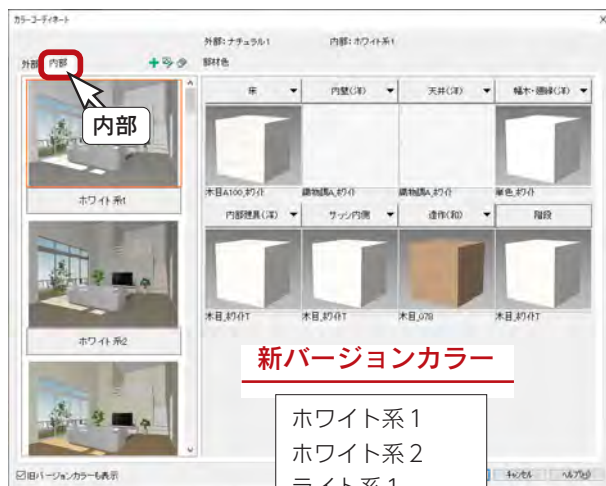 カラーコーディネート
外部:ナチュラル1 内部:ホワイト系1
外部 内部 部材色
内部
床 内壁(洋) 天井(洋) 幅木・廻縁(洋)
木目A100_ホワイト 織物調A_ホワイト 織物調A_ホワイト 単色_ホワイト
ホワイト系1
内部建具(洋) サッシ内側 造作(和) 階段
木目_ホワイトT 木目_ホワイトT 木目_078 木目_ホワイトT
ホワイト系2
新バージョンカラー
ホワイト系1
ホワイト系2
ライト系1
旧バージョンカラーも表示 キャンセル ヘルプ(H)